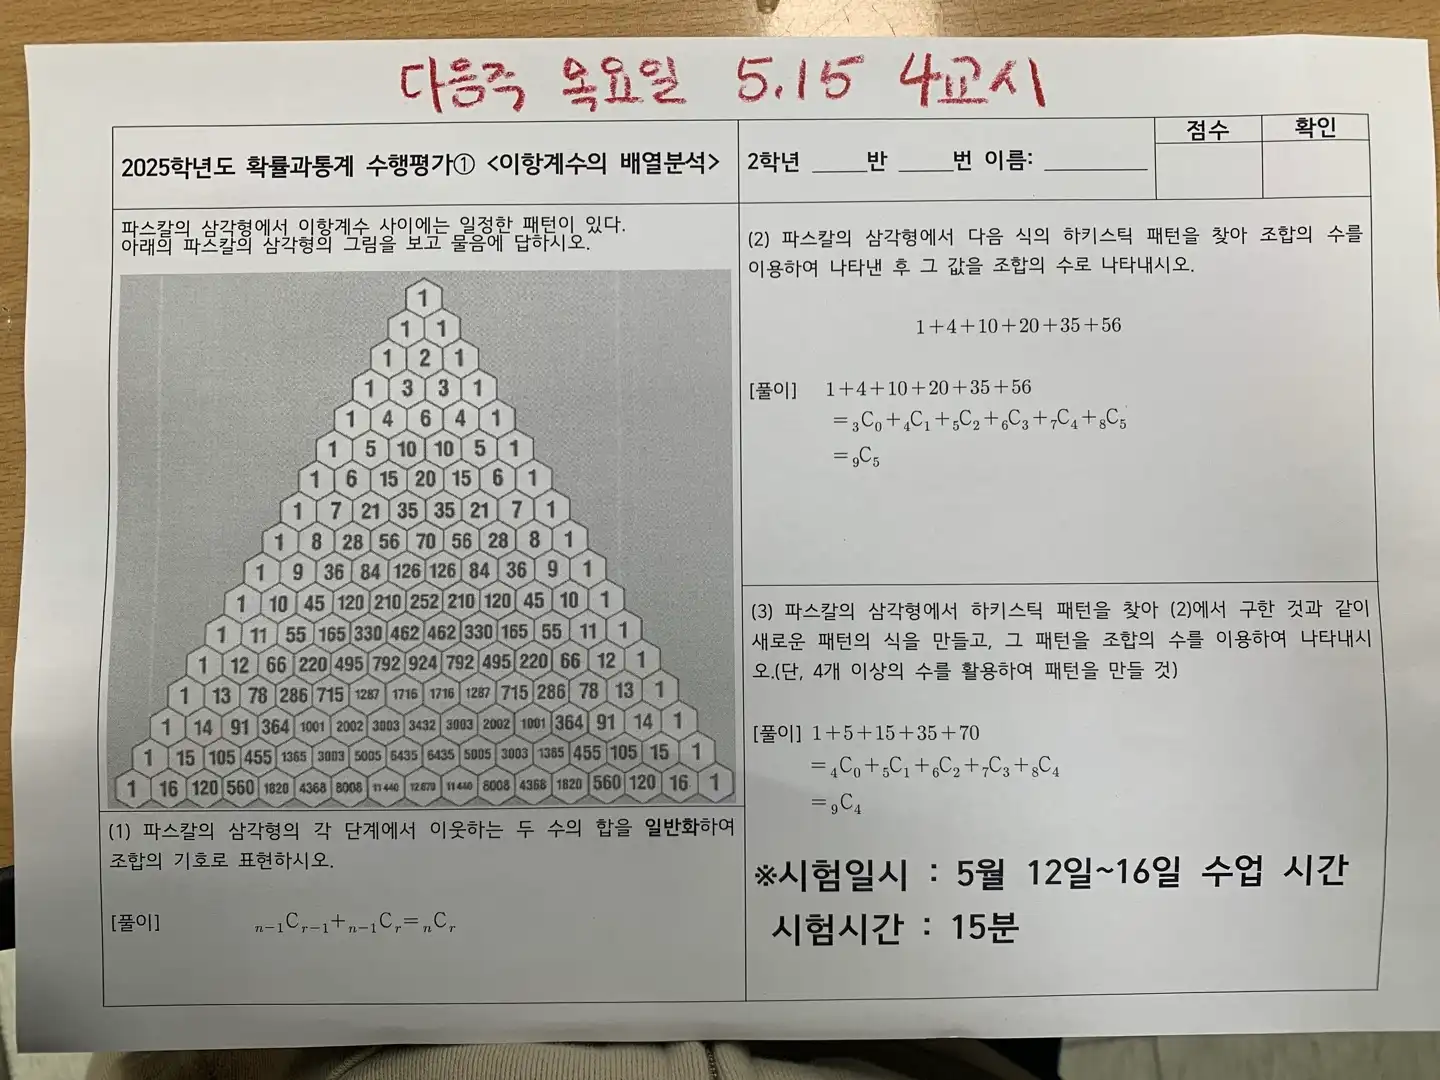 다음주 목요일 5.15 4교시
2025학년도 확률과통계 수행평가① <이항계수의 배열분석>
2학년 _____반 _____번 이름: __________
점수
확인
파스칼의 삼각형에서 이항계수 사이에는 일정한 패턴이 있다.
아래의 파스칼의 삼각형의 그림을 보고 물음에 답하시오.
1
1 1
1 2 1
1 3 3 1
1 4 6 4 1
1 5 10 10 5 1
1 6 15 20 15 6 1
1 7 21 35 35 21 7 1
1 8 28 56 70 56 28 8 1
1 9 36 84 126 126 84 36 9 1
1 10 45 120 210 252 210 120 45 10 1
1 11 55 165 330 462 462 330 165 55 11 1
1 12 66 220 495 792 924 792 495 220 66 12 1
1 13 78 286 715 1287 1716 1716 1287 715 286 78 13 1
1 14 91 364 1001 2002 3003 3432 3003 2002 1001 364 91 14 1
1 15 105 455 1365 3003 5005 6435 6435 5005 3003 1365 455 105 15 1
1 16 120 560 1820 4368 8008 11440 12870 11440 8008 4368 1820 560 120 16 1
(1) 파스칼의 삼각형의 각 단계에서 이웃하는 두 수의 합을 일반화하여
조합의 기호로 표현하시오.
[풀이] ₙ₋₁Cᵣ₋₁+ₙ₋₁Cᵣ=ₙCᵣ
(2) 파스칼의 삼각형에서 다음 식의 하키스틱 패턴을 찾아 조합의 수를
이용하여 나타낸 후 그 값을 조합의 수로 나타내시오.
1+4+10+20+35+56
[풀이] 1+4+10+20+35+56
=₃C₀+₄C₁+₅C₂+₆C₃+₇C₄+₈C₅
=₉C₅
(3) 파스칼의 삼각형에서 하키스틱 패턴을 찾아 (2)에서 구한 것과 같이
새로운 패턴의 식을 만들고, 그 패턴을 조합의 수를 이용하여 나타내시
오.(단, 4개 이상의 수를 활용하여 패턴을 만들 것)
[풀이] 1+5+15+35+70
=₄C₀+₅C₁+₆C₂+₇C₃+₈C₄
=₉C₄
※시험일시 : 5월 12일~16일 수업 시간
시험시간 : 15분